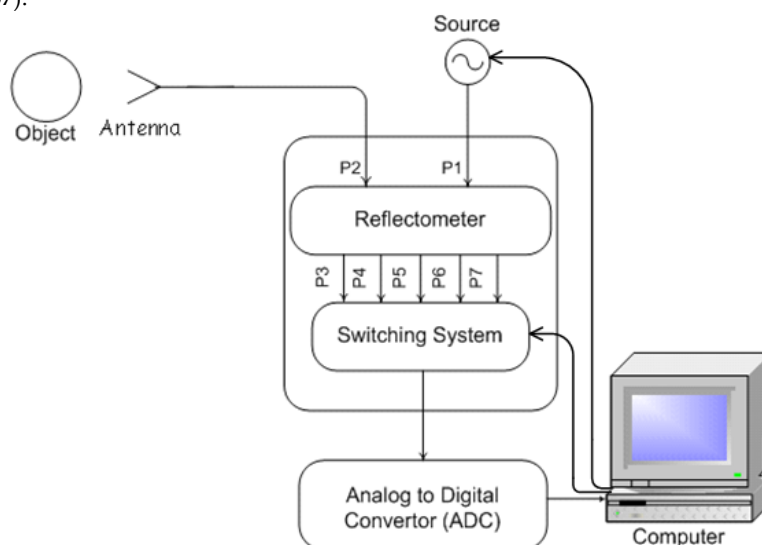 7).
Source
Object
Antenna
P2
P1
Reflectometer
P3
P4
P5
P6
P7
Switching System
Analog to Digital
Convertor (ADC)
Computer